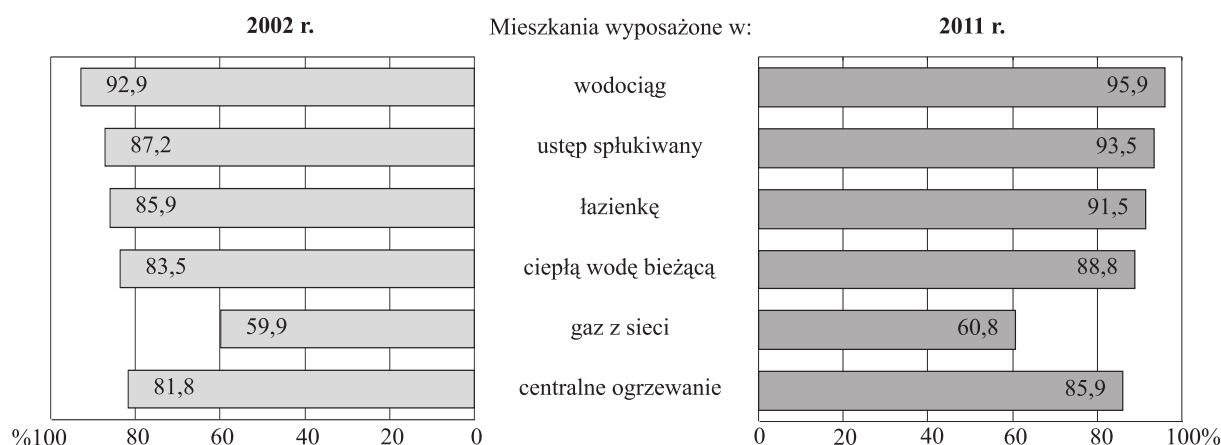 2002 r. Mieszkania wyposażone w: 2011 r.
92,9 wodociąg 95,9
87,2 ustęp spłukiwany 93,5
85,9 łazienkę 91,5
83,5 ciepłą wodę bieżącą 88,8
59,9 gaz z sieci 60,8
81,8 centralne ogrzewanie 85,9
%100 80 60 40 20 0 0 20 40 60 80 100%